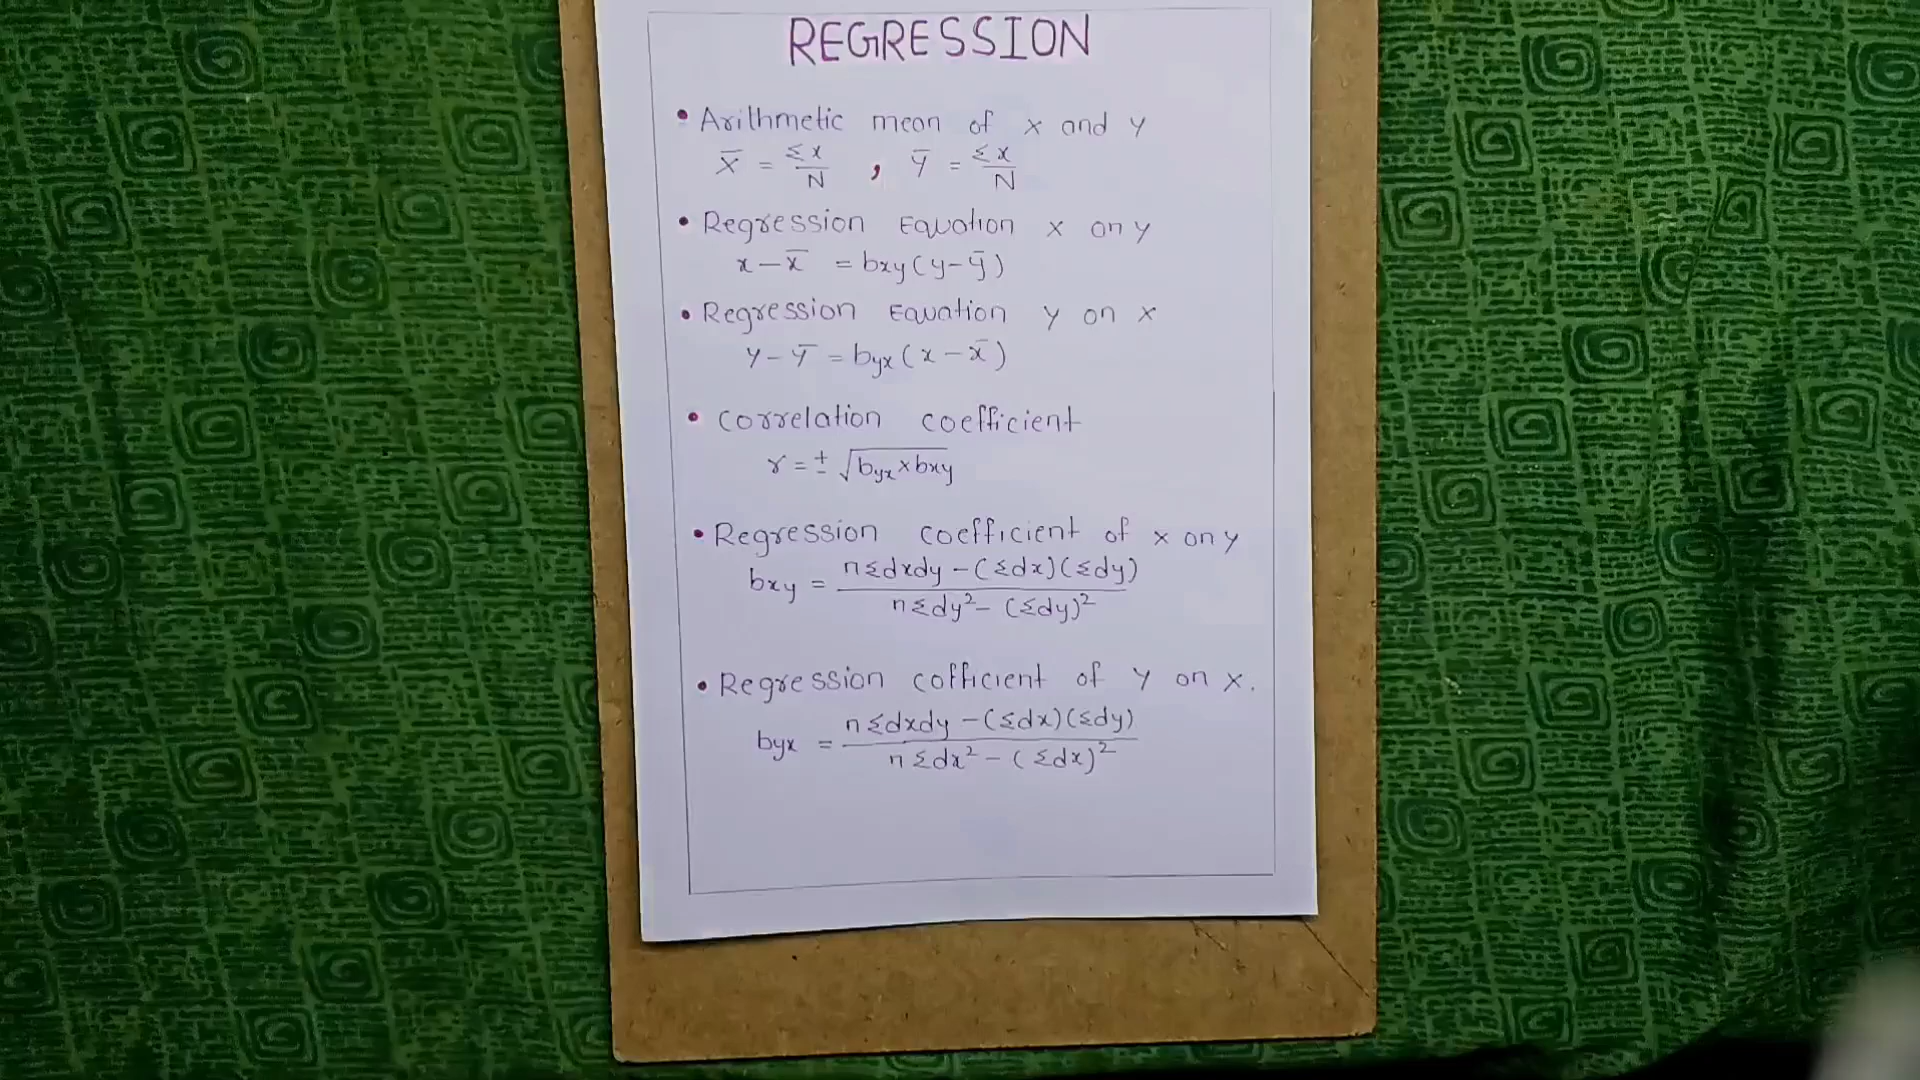 REGRESSION
• Arithmetic mean of x and y
x̄ = Σx/N , ȳ = Σx/N
• Regression Equation x on y
x - x̄ = bxy(y-ȳ)
• Regression Equation y on x
y - ȳ = byx(x - x̄)
• correlation coefficient
r = ± √byx×bxy
• Regression coefficient of x on y
bxy = nΣdxdy - (Σdx)(Σdy) / nΣdy² - (Σdy)²
• Regression cofficient of y on x.
byx = nΣdxdy - (Σdx)(Σdy) / nΣdx² - (Σdx)²